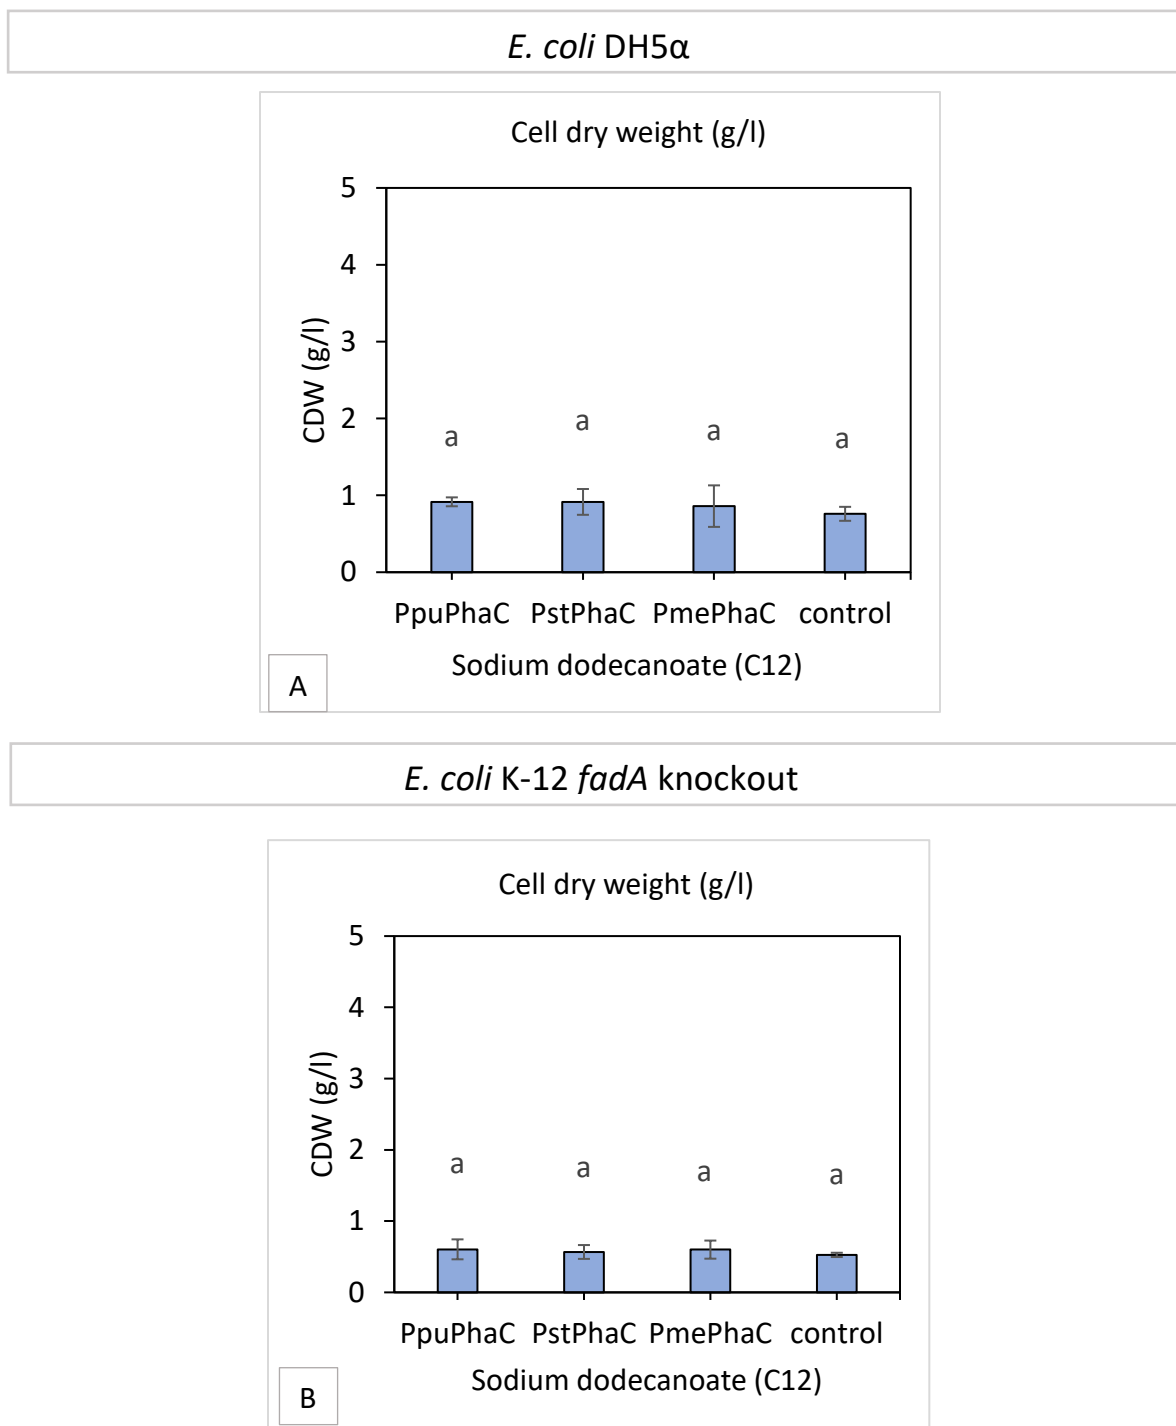 E. coli DH5α
Cell dry weight (g/l)
5
4
3
2
1
0
CDW (g/l)
a a a a
PpuPhaC PstPhaC PmePhaC control
Sodium dodecanoate (C12)
A
E. coli K-12 fadA knockout
Cell dry weight (g/l)
5
4
3
2
1
0
CDW (g/l)
a a a a
PpuPhaC PstPhaC PmePhaC control
Sodium dodecanoate (C12)
B